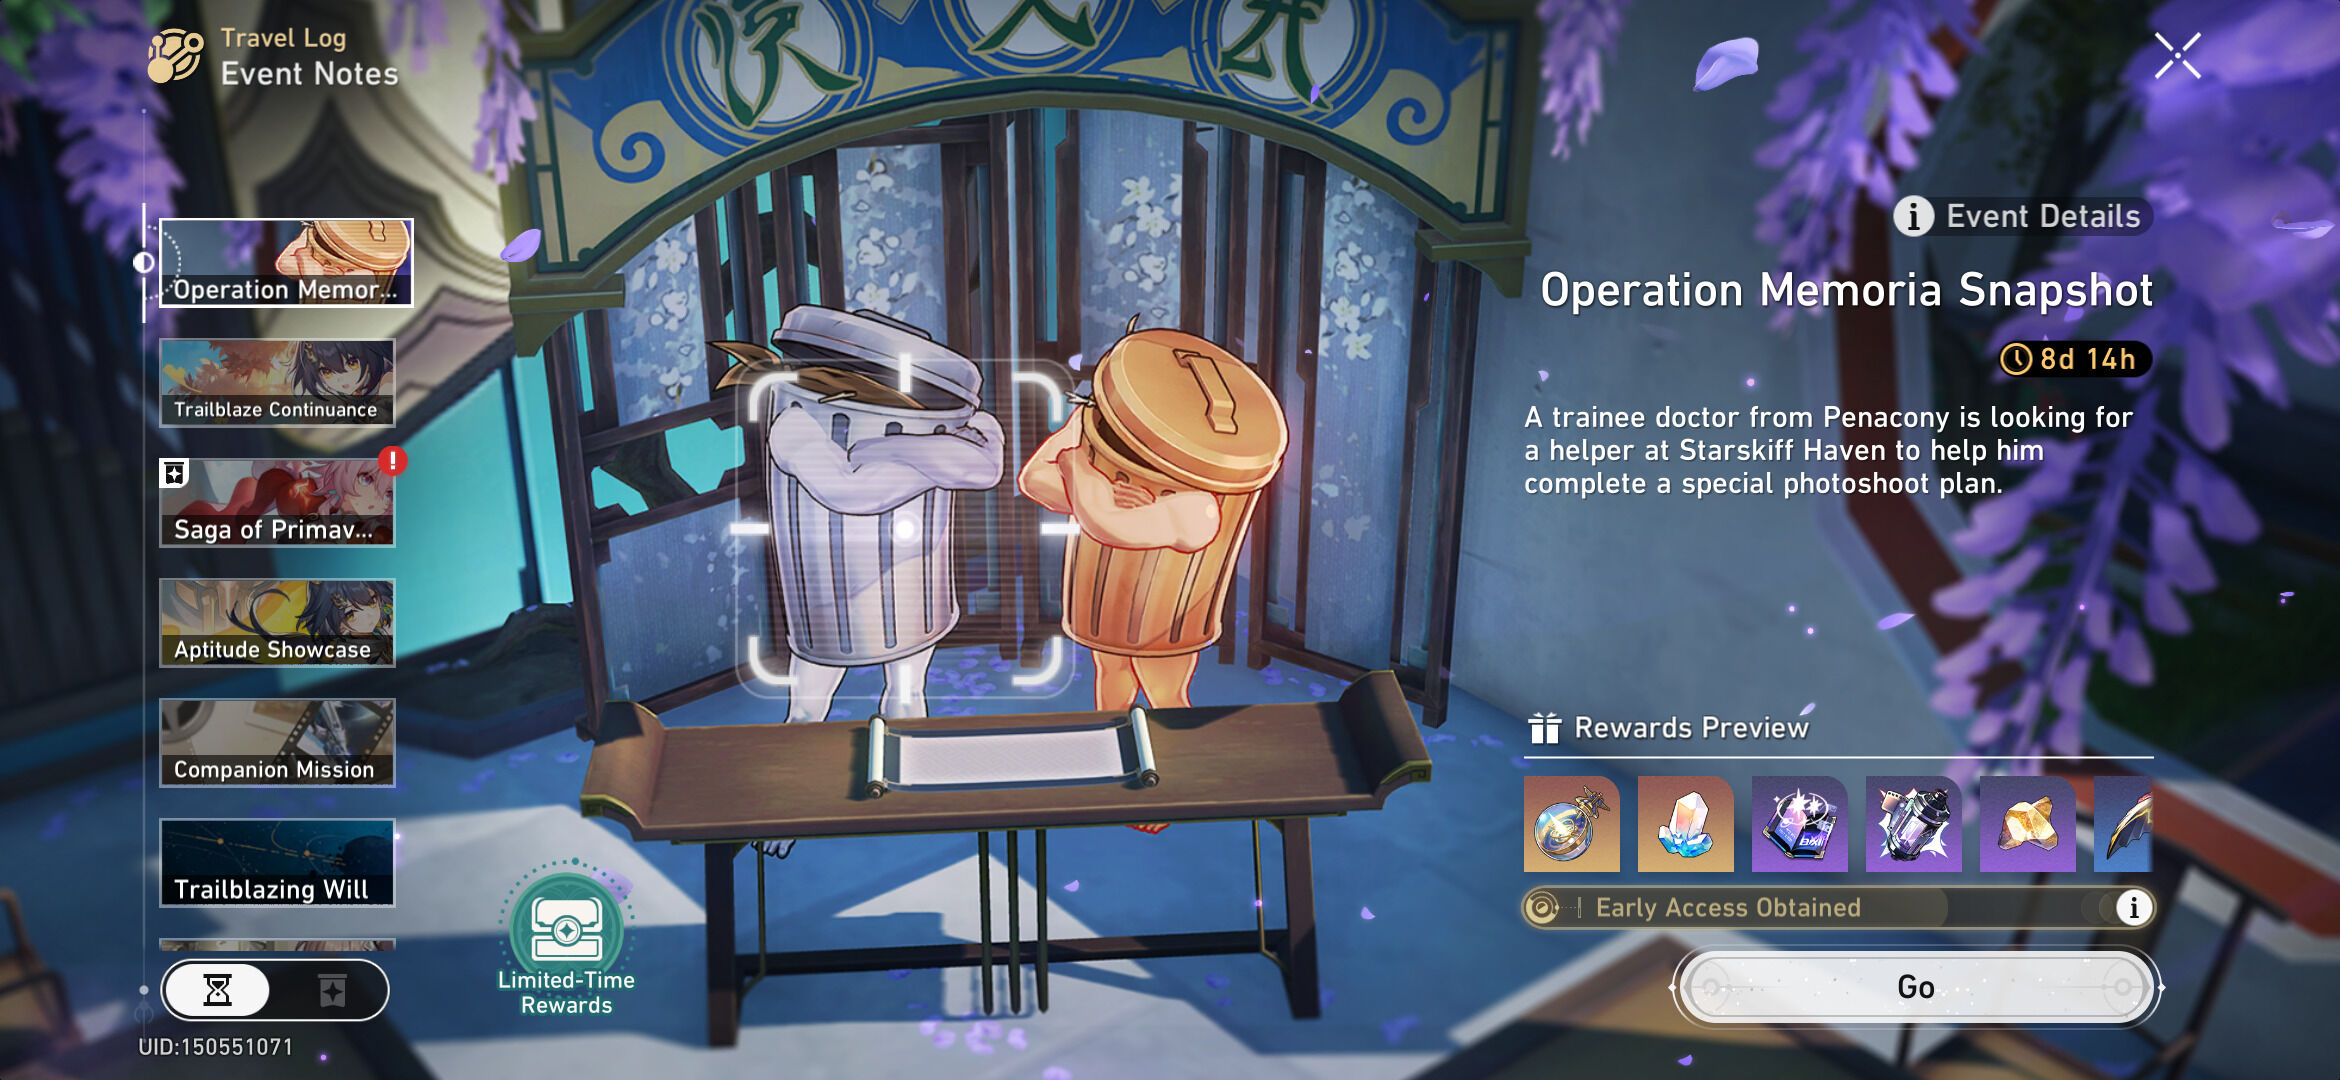 Travel Log
Event Notes
Operation Memor...
Trailblaze Continuance
Saga of Primav...
Aptitude Showcase
Companion Mission
Trailblazing Will
UID:150551071
Limited-Time
Rewards
Event Details
Operation Memoria Snapshot
8d 14h
A trainee doctor from Penacony is looking for
a helper at Starskiff Haven to help him
complete a special photoshoot plan.
Rewards Preview
Early Access Obtained
Go